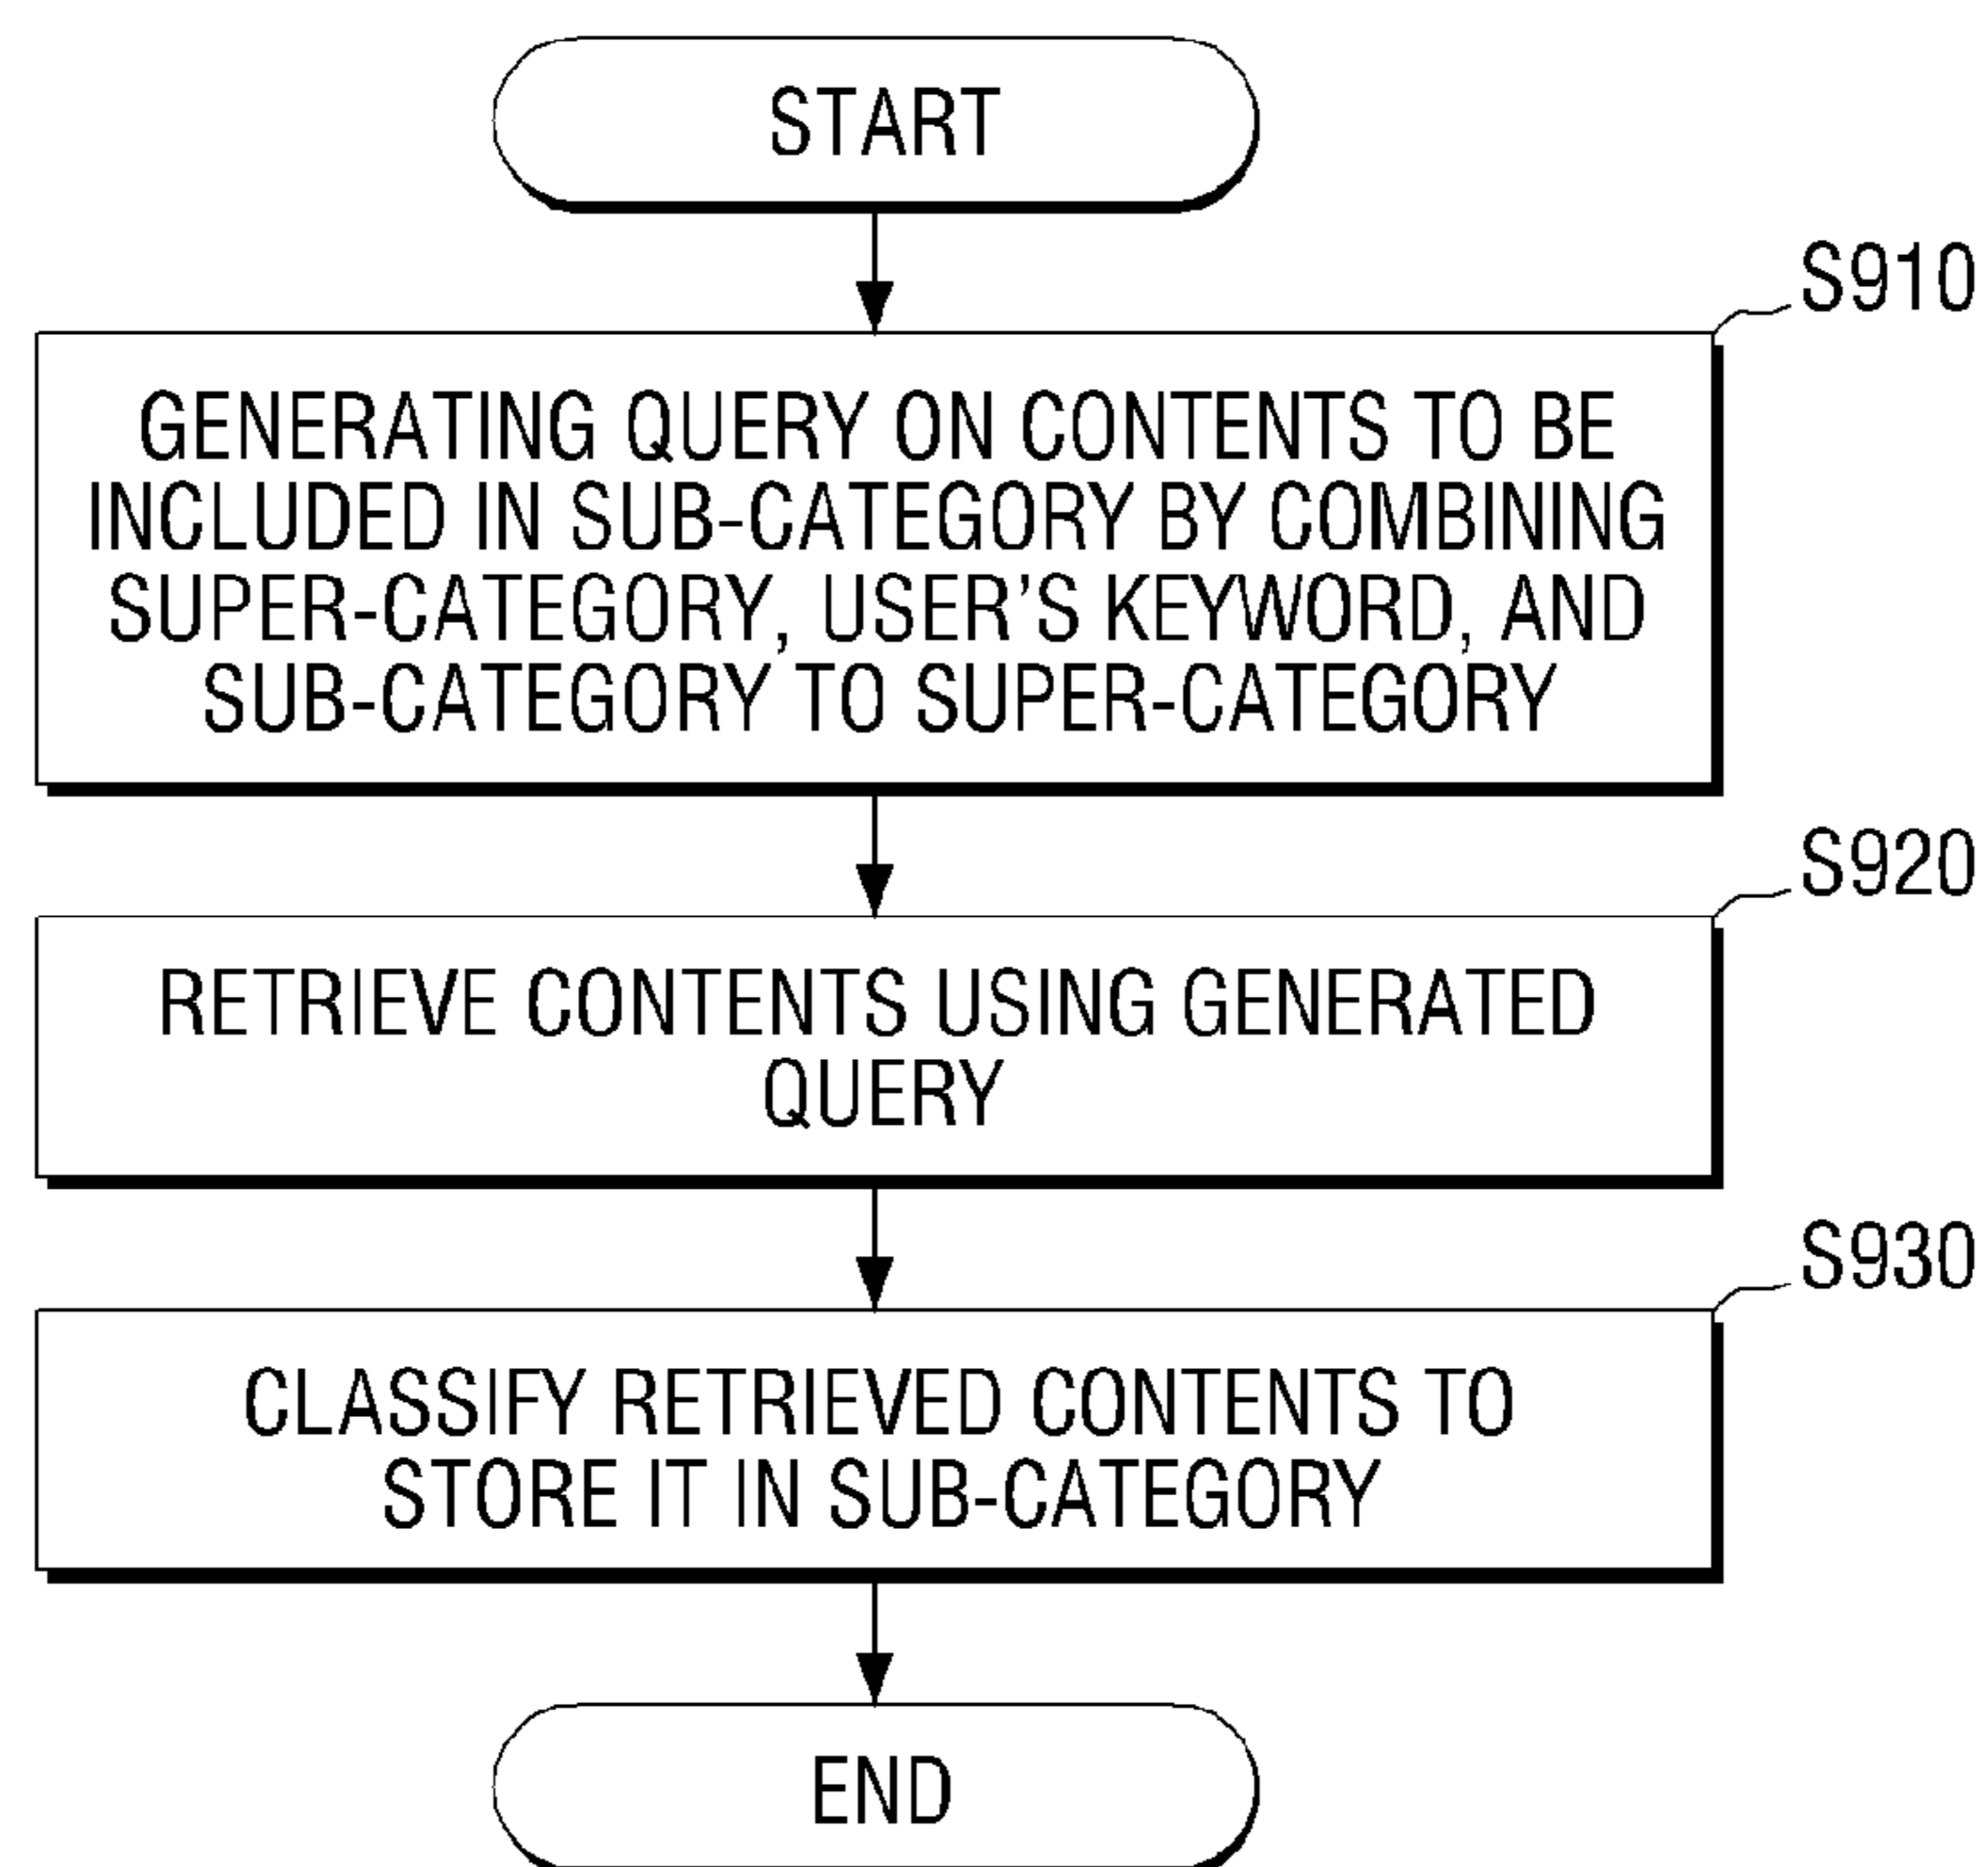 START
S910
GENERATING QUERY ON CONTENTS TO BE
INCLUDED IN SUB-CATEGORY BY COMBINING
SUPER-CATEGORY, USER'S KEYWORD, AND
SUB-CATEGORY TO SUPER-CATEGORY
S920
RETRIEVE CONTENTS USING GENERATED
QUERY
S930
CLASSIFY RETRIEVED CONTENTS TO
STORE IT IN SUB-CATEGORY
END